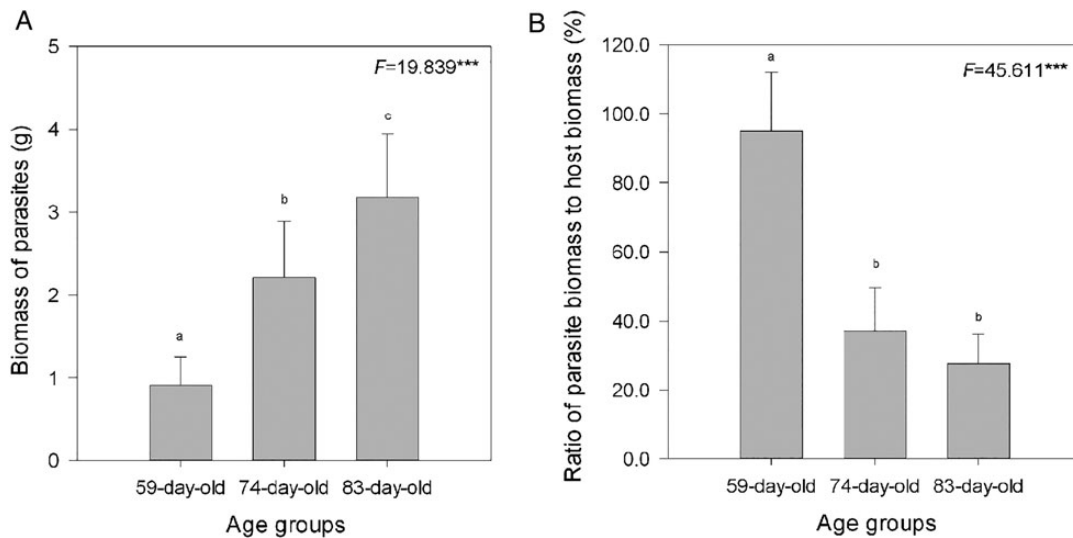 A
Biomass of parasites (g)
5
4
3
2
1
0
F=19.839***
a
b
c
59-day-old 74-day-old 83-day-old
Age groups
B
Ratio of parasite biomass to host biomass (%)
120.0
100.0
80.0
60.0
40.0
20.0
0.0
F=45.611***
a
b
b
59-day-old 74-day-old 83-day-old
Age groups